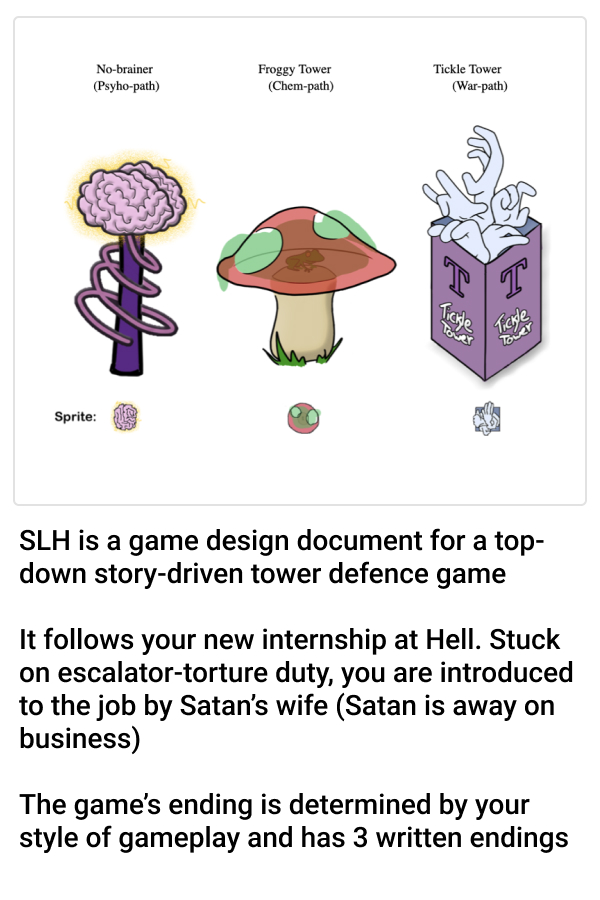 No-brainer
(Psyho-path)
Froggy Tower
(Chem-path)
Tickle Tower
(War-path)
T T
Tickle
Tower
Tickle
Tower
Sprite:
SLH is a game design document for a top-
down story-driven tower defence game
It follows your new internship at Hell. Stuck
on escalator-torture duty, you are introduced
to the job by Satan’s wife (Satan is away on
business)
The game’s ending is determined by your
style of gameplay and has 3 written endings